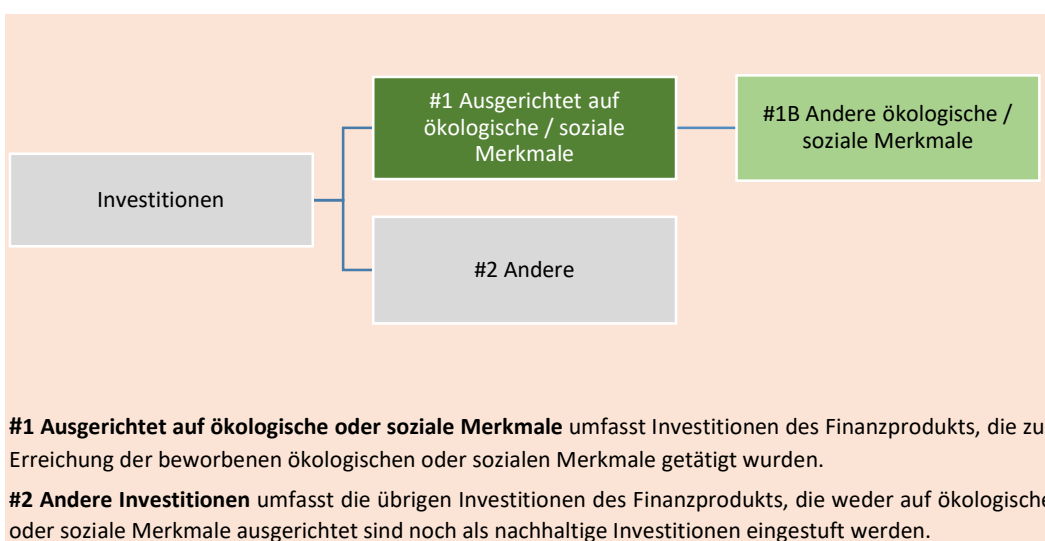 #1 Ausgerichtet auf
ökologische / soziale
Merkmale
#1B Andere ökologische /
soziale Merkmale
Investitionen
#2 Andere
#1 Ausgerichtet auf ökologische oder soziale Merkmale umfasst Investitionen des Finanzprodukts, die zu
Erreichung der beworbenen ökologischen oder sozialen Merkmale getätigt wurden.
#2 Andere Investitionen umfasst die übrigen Investitionen des Finanzprodukts, die weder auf ökologische
oder soziale Merkmale ausgerichtet sind noch als nachhaltige Investitionen eingestuft werden.